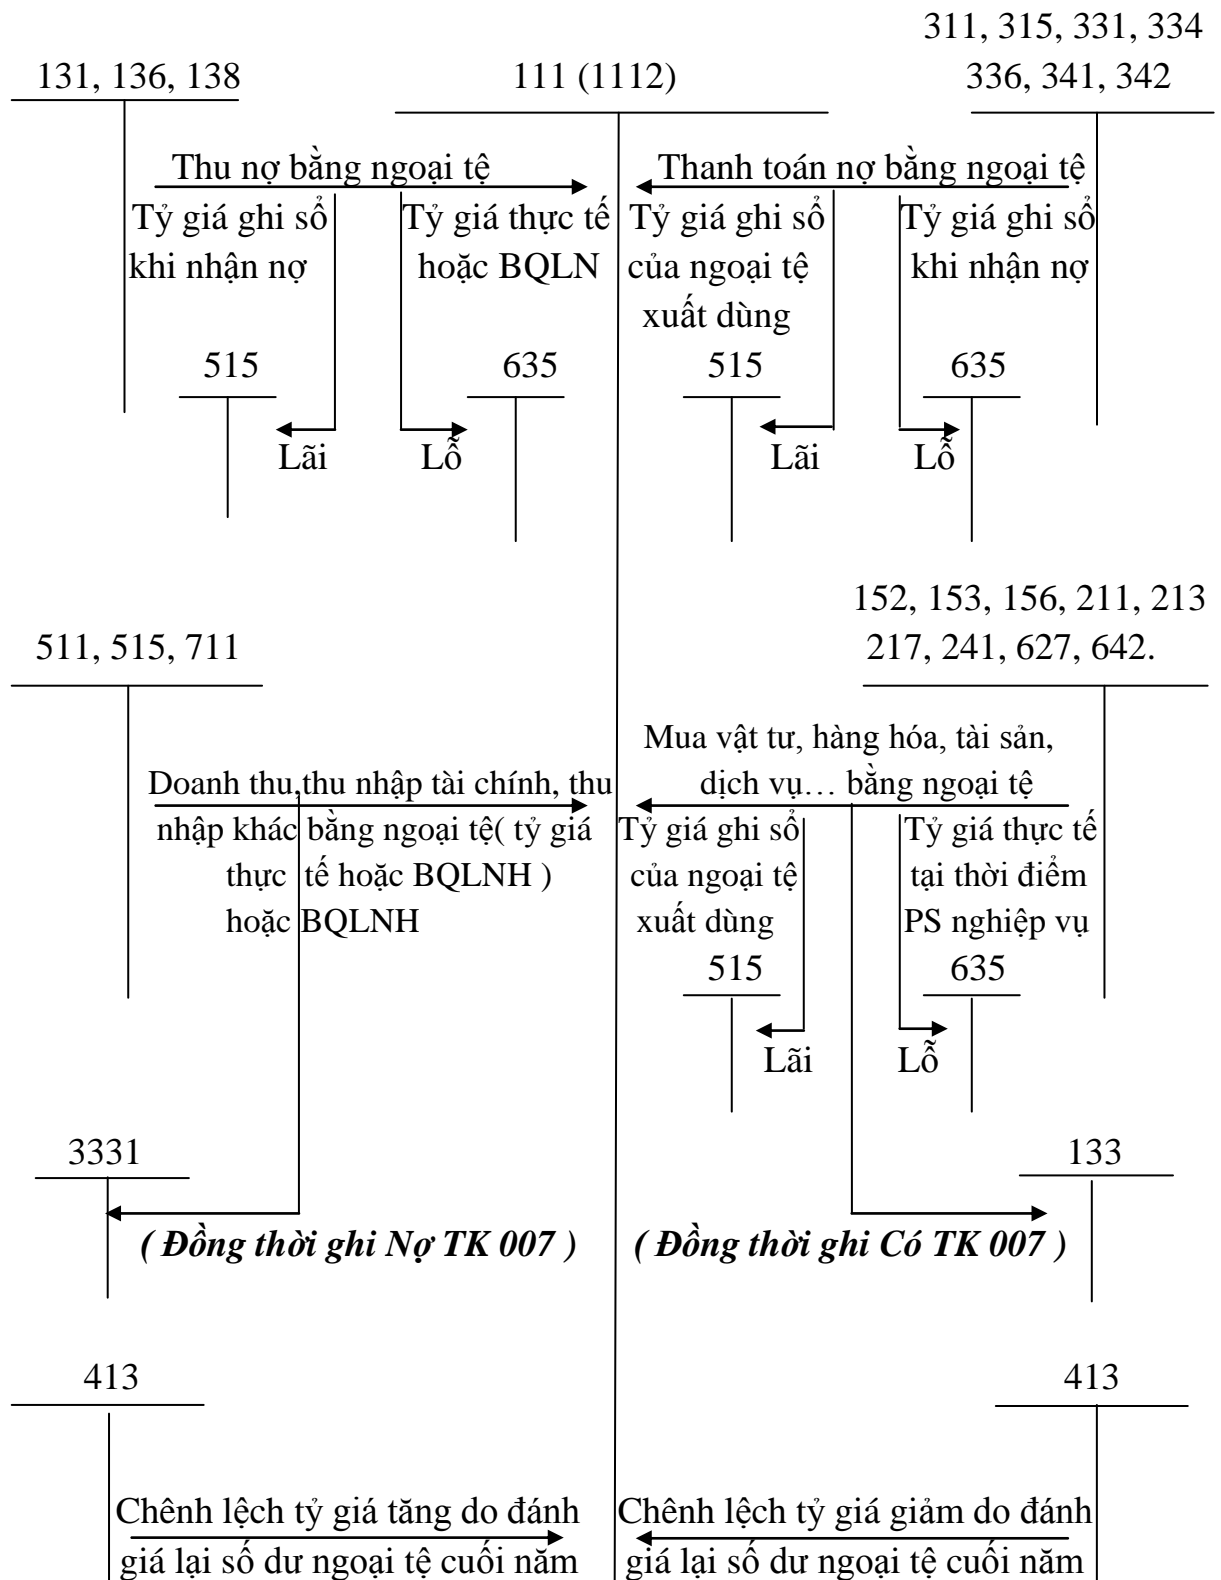 311, 315, 331, 334
131, 136, 138
111 (1112)
336, 341, 342
Thu nợ bằng ngoại tệ
Thanh toán nợ bằng ngoại tệ
Tỷ giá ghi sổ
khi nhận nợ
Tỷ giá thực tế
hoặc BQLN
Tỷ giá ghi sổ
của ngoại tệ
xuất dùng
Tỷ giá ghi sổ
khi nhận nợ
515
635
515
635
Lãi
Lỗ
Lãi
Lỗ
511, 515, 711
152, 153, 156, 211, 213
217, 241, 627, 642.
Doanh thu,thu nhập tài chính, thu
nhập khác bằng ngoại tệ( tỷ giá
thực tế hoặc BQLNH )
hoặc BQLNH
Mua vật tư, hàng hóa, tài sản,
dịch vụ… bằng ngoại tệ
Tỷ giá ghi sổ
của ngoại tệ
xuất dùng
Tỷ giá thực tế
tại thời điểm
PS nghiệp vụ
515
635
Lãi
Lỗ
3331
133
( Đồng thời ghi Nợ TK 007 )
( Đồng thời ghi Có TK 007 )
413
413
Chênh lệch tỷ giá tăng do đánh
giá lại số dư ngoại tệ cuối năm
Chênh lệch tỷ giá giảm do đánh
giá lại số dư ngoại tệ cuối năm